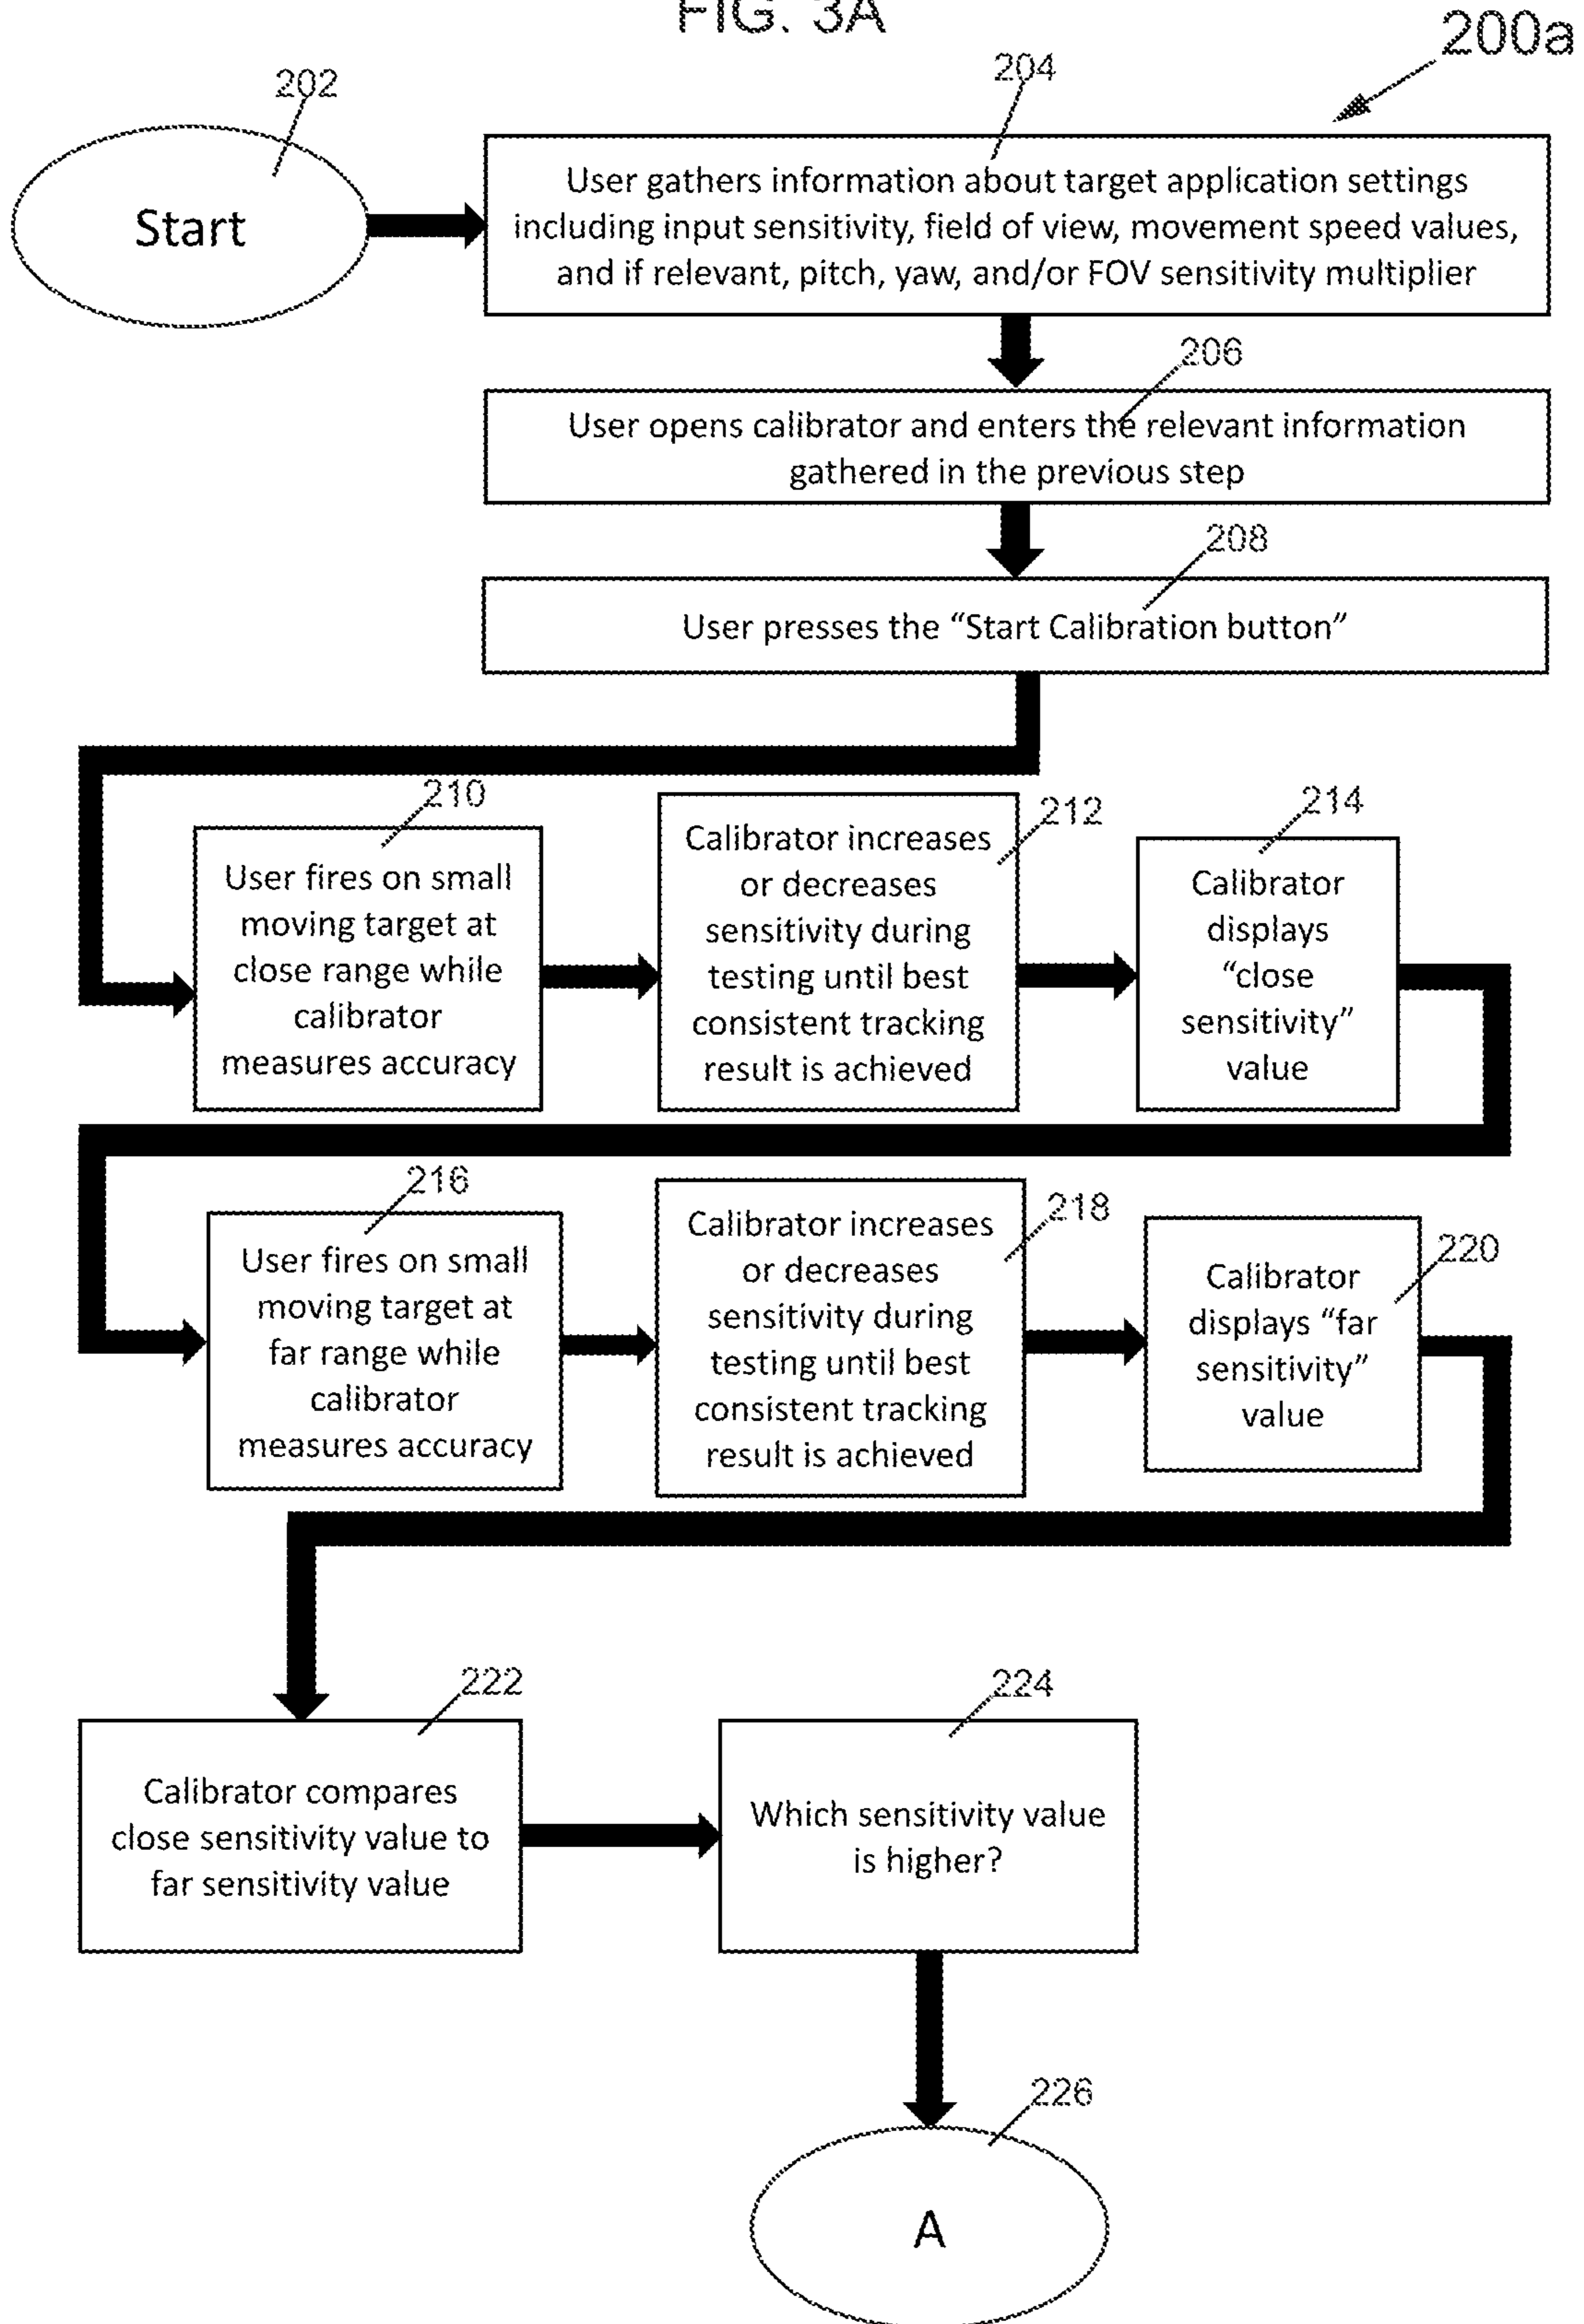 FIG. 3A
200a
202
204
Start
User gathers information about target application settings
including input sensitivity, field of view, movement speed values,
and if relevant, pitch, yaw, and/or FOV sensitivity multiplier
206
User opens calibrator and enters the relevant information
gathered in the previous step
208
User presses the “Start Calibration button”
210
User fires on small
moving target at
close range while
calibrator
measures accuracy
212
Calibrator increases
or decreases
sensitivity during
testing until best
consistent tracking
result is achieved
214
Calibrator
displays
“close
sensitivity”
value
216
User fires on small
moving target at
far range while
calibrator
measures accuracy
218
Calibrator increases
or decreases
sensitivity during
testing until best
consistent tracking
result is achieved
220
Calibrator
displays “far
sensitivity”
value
222
Calibrator compares
close sensitivity value to
far sensitivity value
224
Which sensitivity value
is higher?
226
A